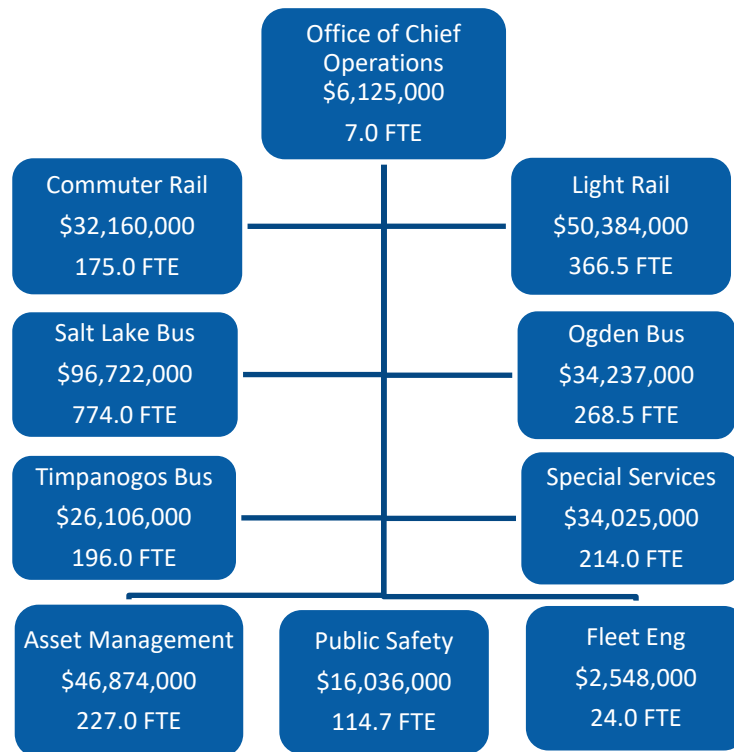 Office of Chief
Operations
$6,125,000
7.0 FTE
Commuter Rail
$32,160,000
175.0 FTE
Light Rail
$50,384,000
366.5 FTE
Salt Lake Bus
$96,722,000
774.0 FTE
Ogden Bus
$34,237,000
268.5 FTE
Timpanogos Bus
$26,106,000
196.0 FTE
Special Services
$34,025,000
214.0 FTE
Asset Management
$46,874,000
227.0 FTE
Public Safety
$16,036,000
114.7 FTE
Fleet Eng
$2,548,000
24.0 FTE